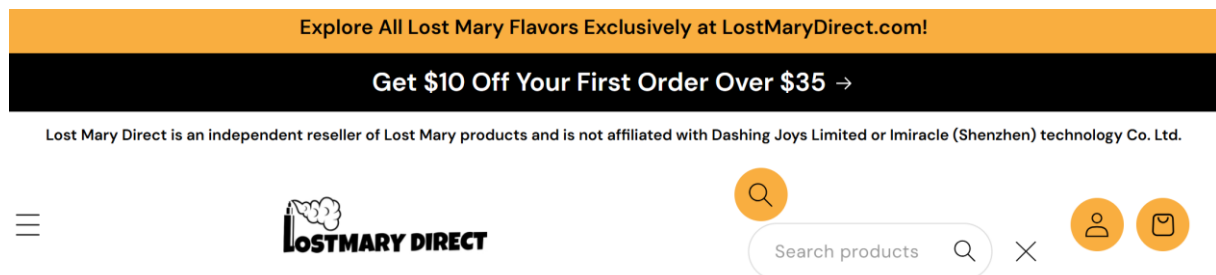 Explore All Lost Mary Flavors Exclusively at LostMaryDirect.com!
Get $10 Off Your First Order Over $35 →
Lost Mary Direct is an independent reseller of Lost Mary products and is not affiliated with Dashing Joys Limited or Imiracle (Shenzhen) technology Co. Ltd.
LOSTMARY DIRECT
Search products